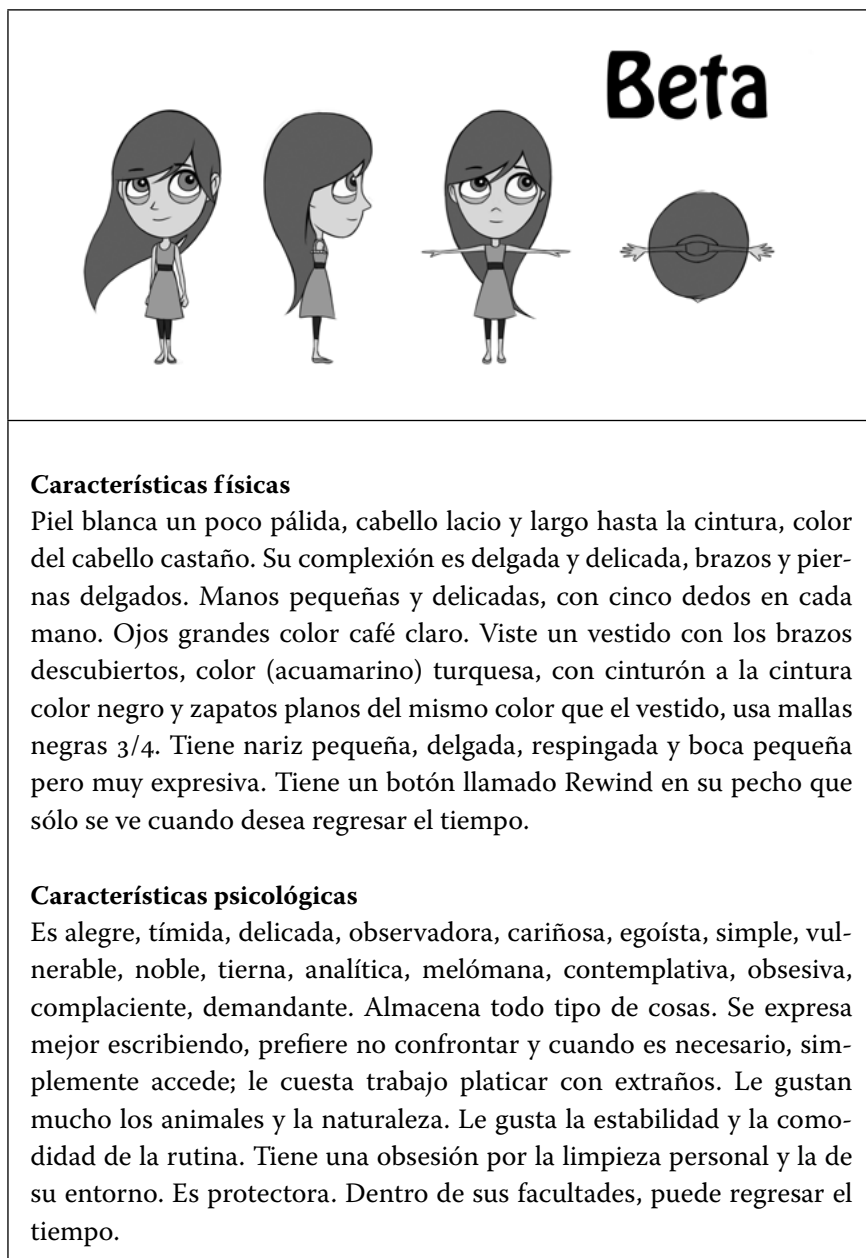 Beta
Características físicas
Piel blanca un poco pálida, cabello lacio y largo hasta la cintura, color
del cabello castaño. Su complexión es delgada y delicada, brazos y pier-
nas delgados. Manos pequeñas y delicadas, con cinco dedos en cada
mano. Ojos grandes color café claro. Viste un vestido con los brazos
descubiertos, color (acuamarino) turquesa, con cinturón a la cintura
color negro y zapatos planos del mismo color que el vestido, usa mallas
negras 3/4. Tiene nariz pequeña, delgada, respingada y boca pequeña
pero muy expresiva. Tiene un botón llamado Rewind en su pecho que
sólo se ve cuando desea regresar el tiempo.
Características psicológicas
Es alegre, tímida, delicada, observadora, cariñosa, egoísta, simple, vul-
nerable, noble, tierna, analítica, melómana, contemplativa, obsesiva,
complaciente, demandante. Almacena todo tipo de cosas. Se expresa
mejor escribiendo, prefiere no confrontar y cuando es necesario, sim-
plemente accede; le cuesta trabajo platicar con extraños. Le gustan
mucho los animales y la naturaleza. Le gusta la estabilidad y la como-
didad de la rutina. Tiene una obsesión por la limpieza personal y la de
su entorno. Es protectora. Dentro de sus facultades, puede regresar el
tiempo.